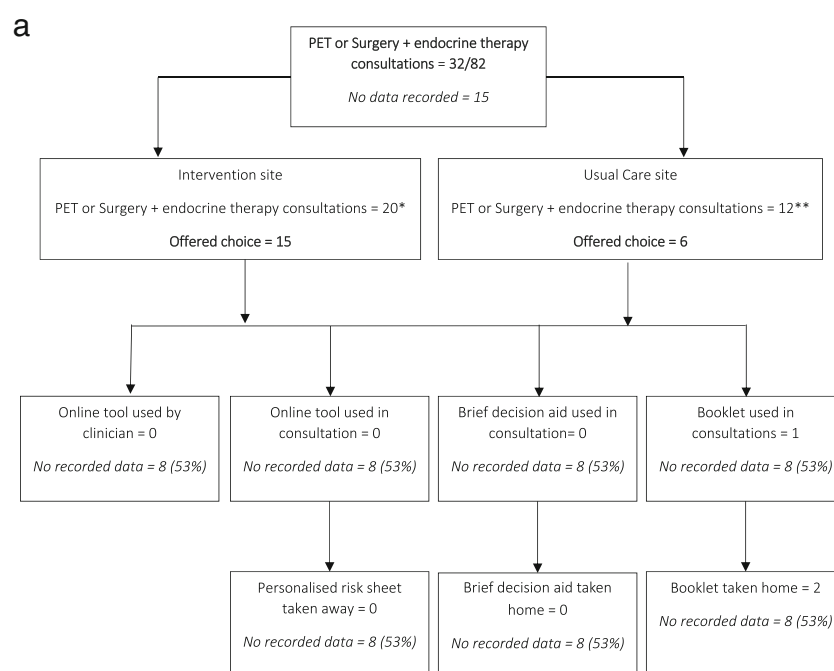 a
PET or Surgery + endocrine therapy
consultations = 32/82
No data recorded = 15
Intervention site
PET or Surgery + endocrine therapy consultations = 20*
Offered choice = 15
Usual Care site
PET or Surgery + endocrine therapy consultations = 12**
Offered choice = 6
Online tool used by
clinician = 0
No recorded data = 8 (53%)
Online tool used in
consultation = 0
No recorded data = 8 (53%)
Brief decision aid used in
consultation= 0
No recorded data = 8 (53%)
Booklet used in
consultations = 1
No recorded data = 8 (53%)
Personalised risk sheet
taken away = 0
No recorded data = 8 (53%)
Brief decision aid taken
home = 0
No recorded data = 8 (53%)
Booklet taken home = 2
No recorded data = 8 (53%)